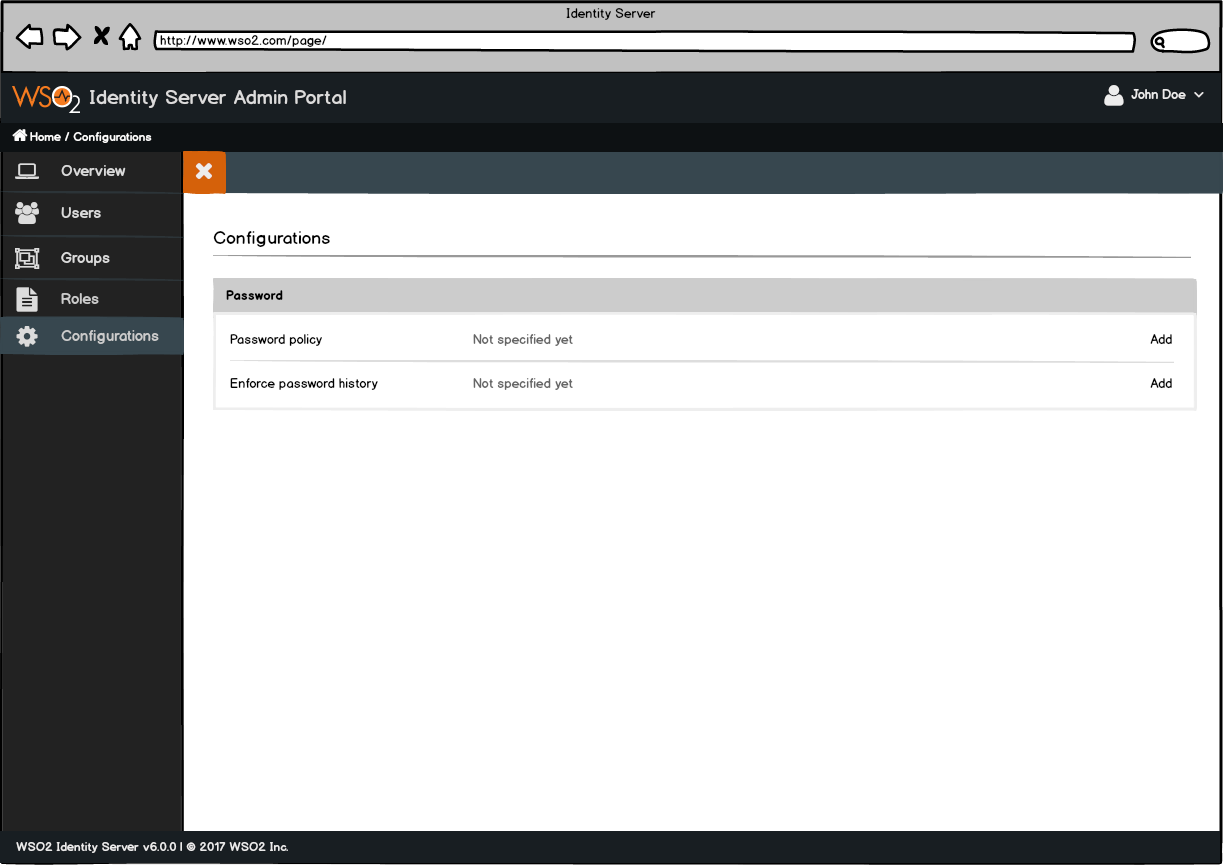 Identity Server
http://www.wso2.com/page/
WSO2 Identity Server Admin Portal
John Doe
Home / Configurations
Overview
Users
Groups
Roles
Configurations
Configurations
Password
Password policy Not specified yet Add
Enforce password history Not specified yet Add
WSO2 Identity Server v6.0.0 | © 2017 WSO2 Inc.